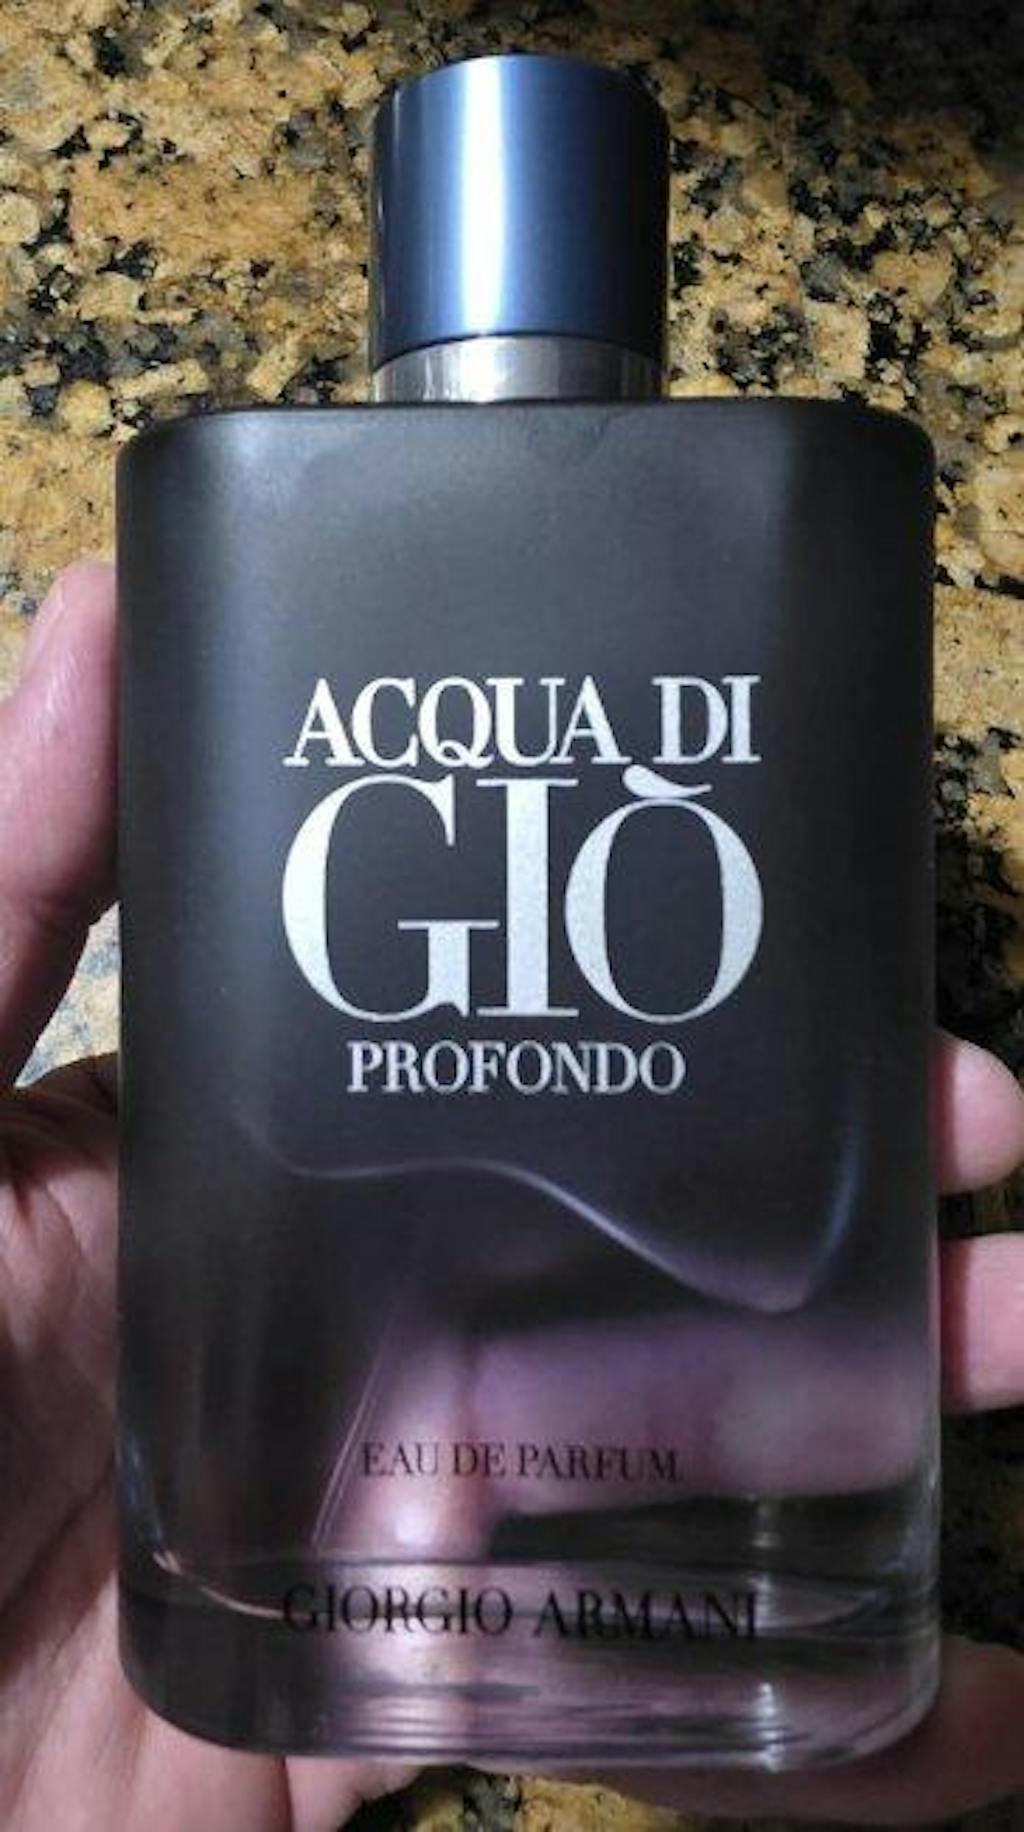 ACQUA DI
GIÒ
PROFONDO
EAU DE PARFUM
GIORGIO ARMANI